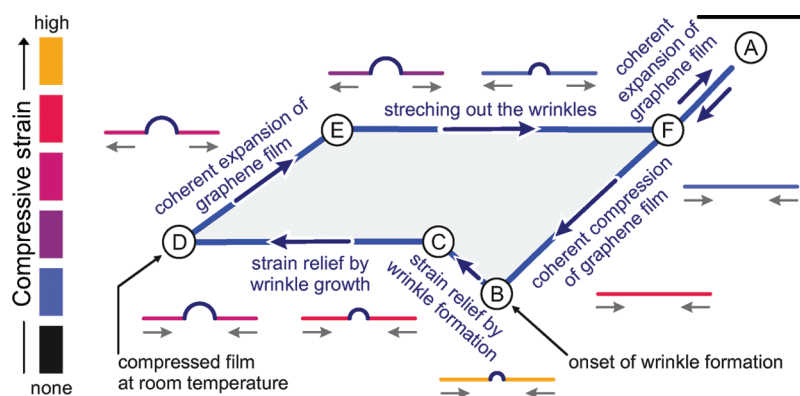 high
Compressive strain
none
coherent
expansion of
graphene film
A
streching out the wrinkles
coherent expansion of
graphene film
E
F
D
C
B
strain relief by
wrinkle growth
strain relief by
wrinkle formation
coherent compression
of graphene film
compressed film
at room temperature
onset of wrinkle formation